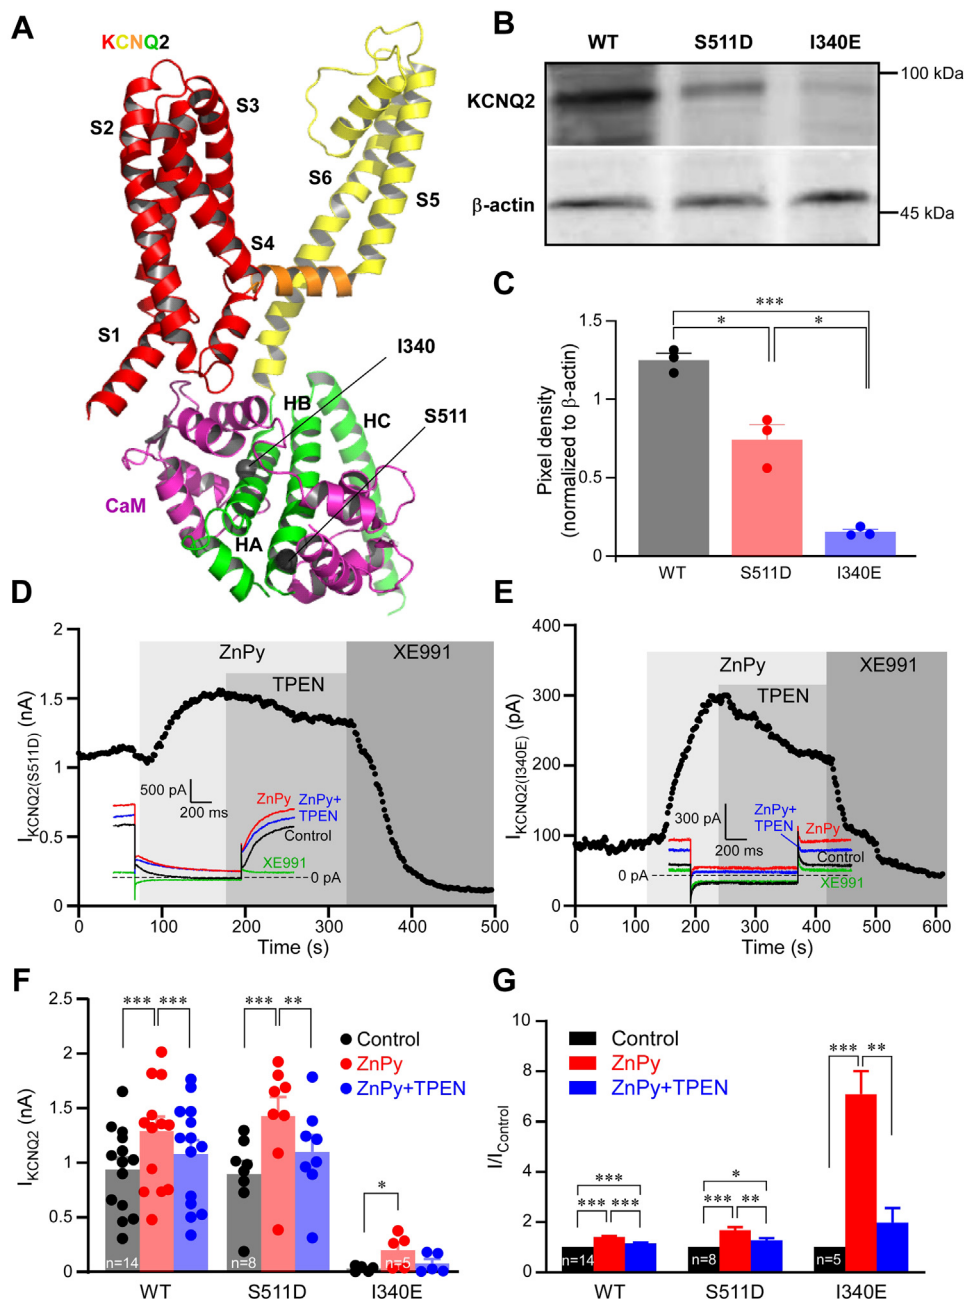 A
KCNQ2
S2
S3
S6
S5
S4
S1
I340
HB
HC
S511
CaM
HA
B
WT S511D I340E
KCNQ2
100 kDa
β-actin
45 kDa
C
***
* *
Pixel density
(normalized to β-actin)
1.5
1
0.5
0
WT S511D I340E
D
I KCNQ2(S511D) (nA)
2
1.5
1
0.5
0
ZnPy
XE991
TPEN
500 pA
200 ms
ZnPy
ZnPy+
TPEN
Control
XE991
0 pA
0 100 200 300 400 500
Time (s)
E
I KCNQ2(I340E) (pA)
400
300
200
100
0
ZnPy
XE991
TPEN
300 pA
200 ms
ZnPy+
TPEN
ZnPy
Control
XE991
0 pA
0 100 200 300 400 500 600
Time (s)
F
I KCNQ2 (nA)
2.5
2
1.5
1
0.5
0
*** ***
*** **
*
Control
ZnPy
ZnPy+TPEN
n=14 n=8 n=5
WT S511D I340E
G
I/I Control
10
8
6
4
2
0
Control
ZnPy
ZnPy+TPEN
***
*** ***
*
*** **
*** **
n=14 n=8 n=5
WT S511D I340E